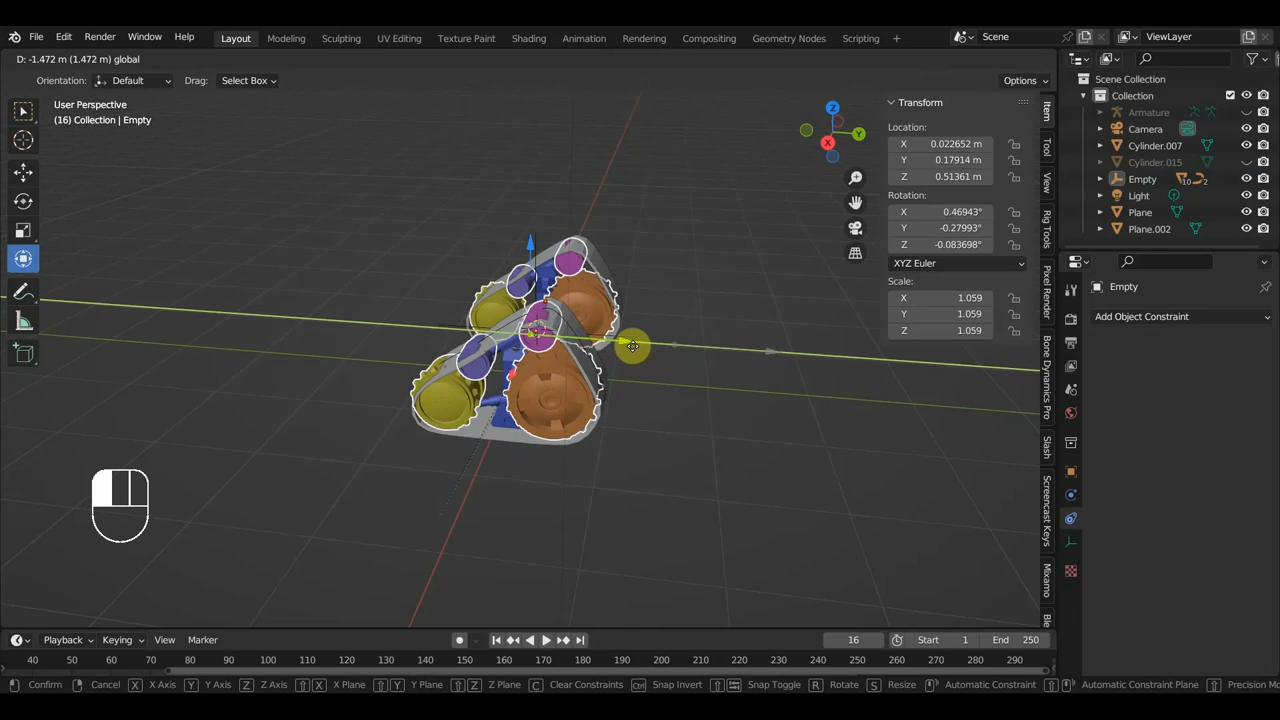 File Edit Render Window Help Layout Modeling Sculpting UV Editing Texture Paint Shading Animation Rendering Compositing Geometry Nodes Scripting + Scene ViewLayer
D: -1.472 m (1.472 m) global
Orientation: Default Drag: Select Box Options
User Perspective
(16) Collection | Empty
Z
Y
X
Transform
Location:
X 0.022652 m
Y 0.17914 m
Z 0.51361 m
Rotation:
X 0.46943°
Y -0.27993°
Z -0.083698°
XYZ Euler
Scale:
X 1.059
Y 1.059
Z 1.059
Item
Tool
View
Rig Tools
Pixel Render
Bone Dynamics Pro
Slash
Screencast Keys
Mixamo
Scene Collection
Collection
Armature
Camera
Cylinder.007
Cylinder.015
Empty 10 2
Light
Plane
Plane.002
Empty
Add Object Constraint
Playback Keying View Marker 16 Start 1 End 250
40 50 60 70 80 90 100 110 120 130 140 150 160 170 180 190 200 210 220 230 240 250 260 270 280 290
Confirm Cancel X X Axis Y Y Axis Z Z Axis X X Plane Y Y Plane Z Z Plane C Clear Constraints Ctrl Snap Invert Snap Toggle R Rotate S Resize Automatic Constraint Automatic Constraint Plane Precision Mo